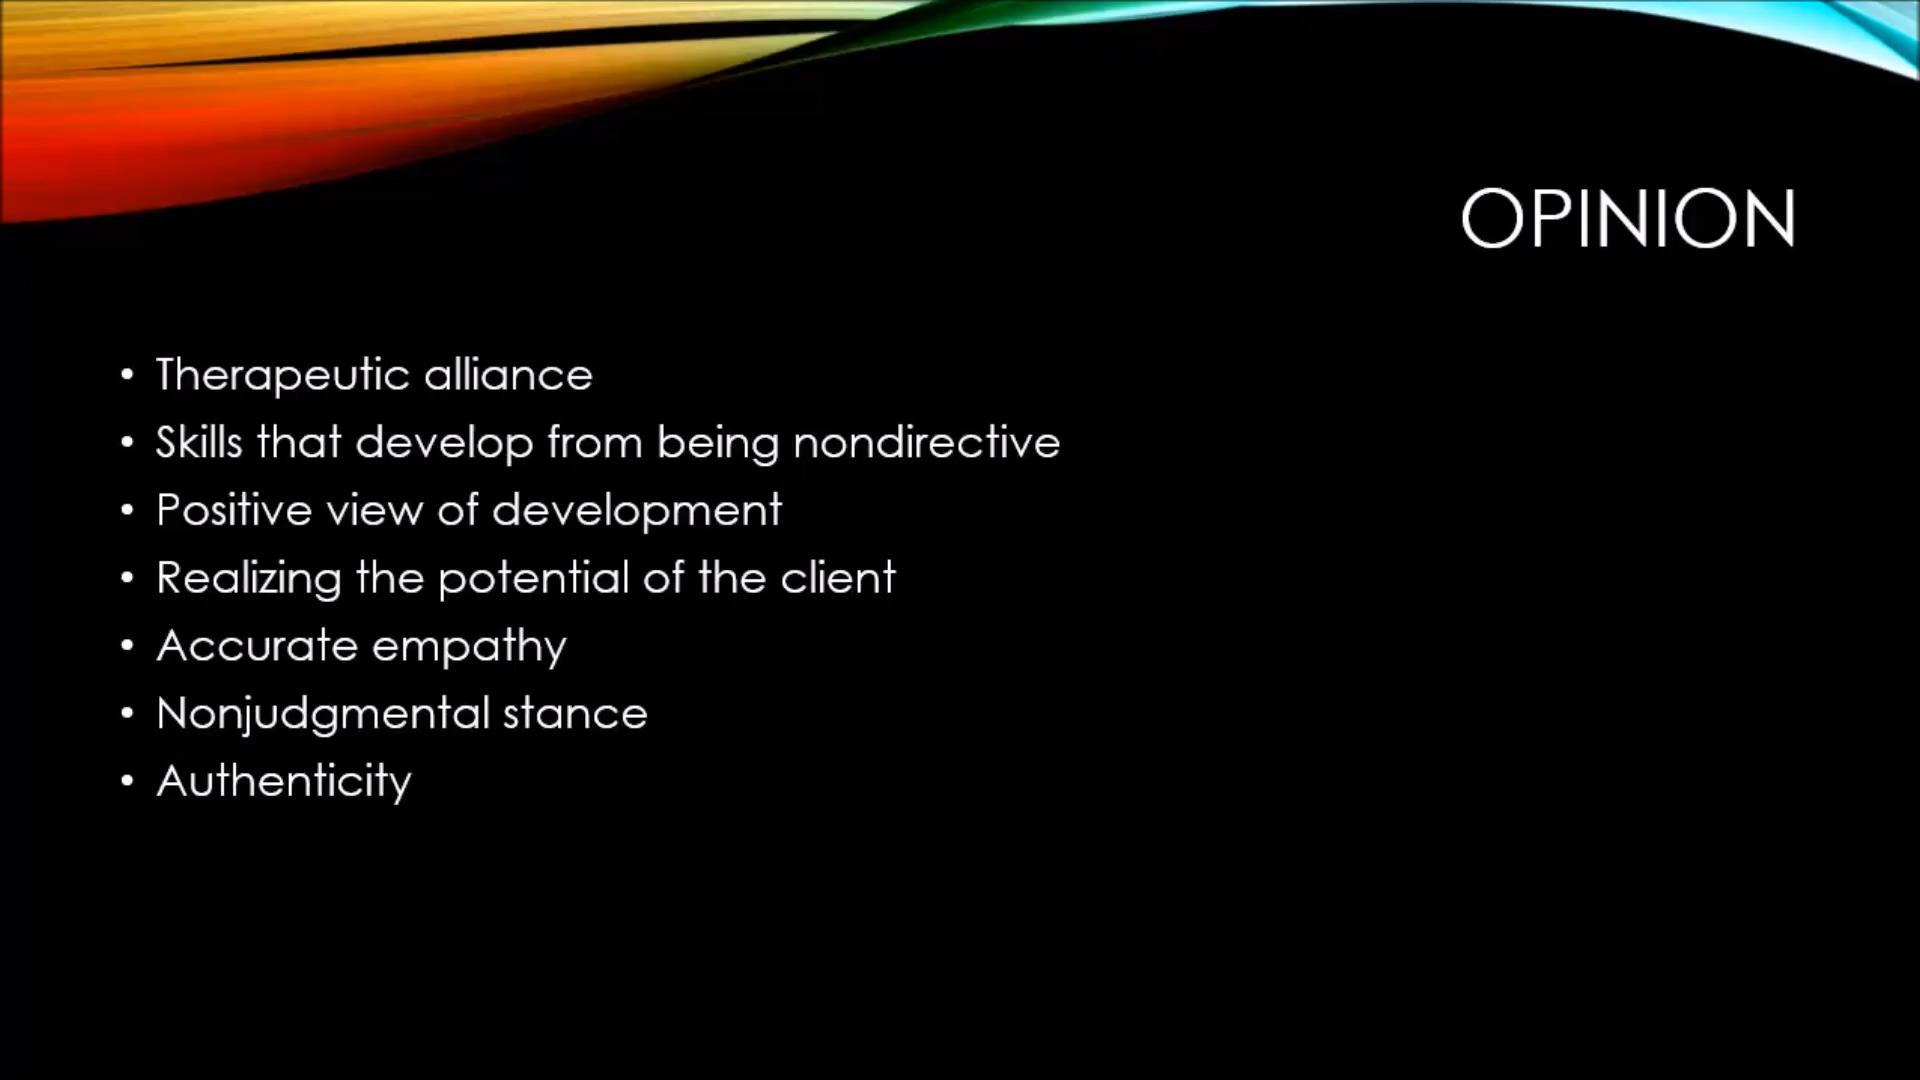 OPINION
• Therapeutic alliance
• Skills that develop from being nondirective
• Positive view of development
• Realizing the potential of the client
• Accurate empathy
• Nonjudgmental stance
• Authenticity